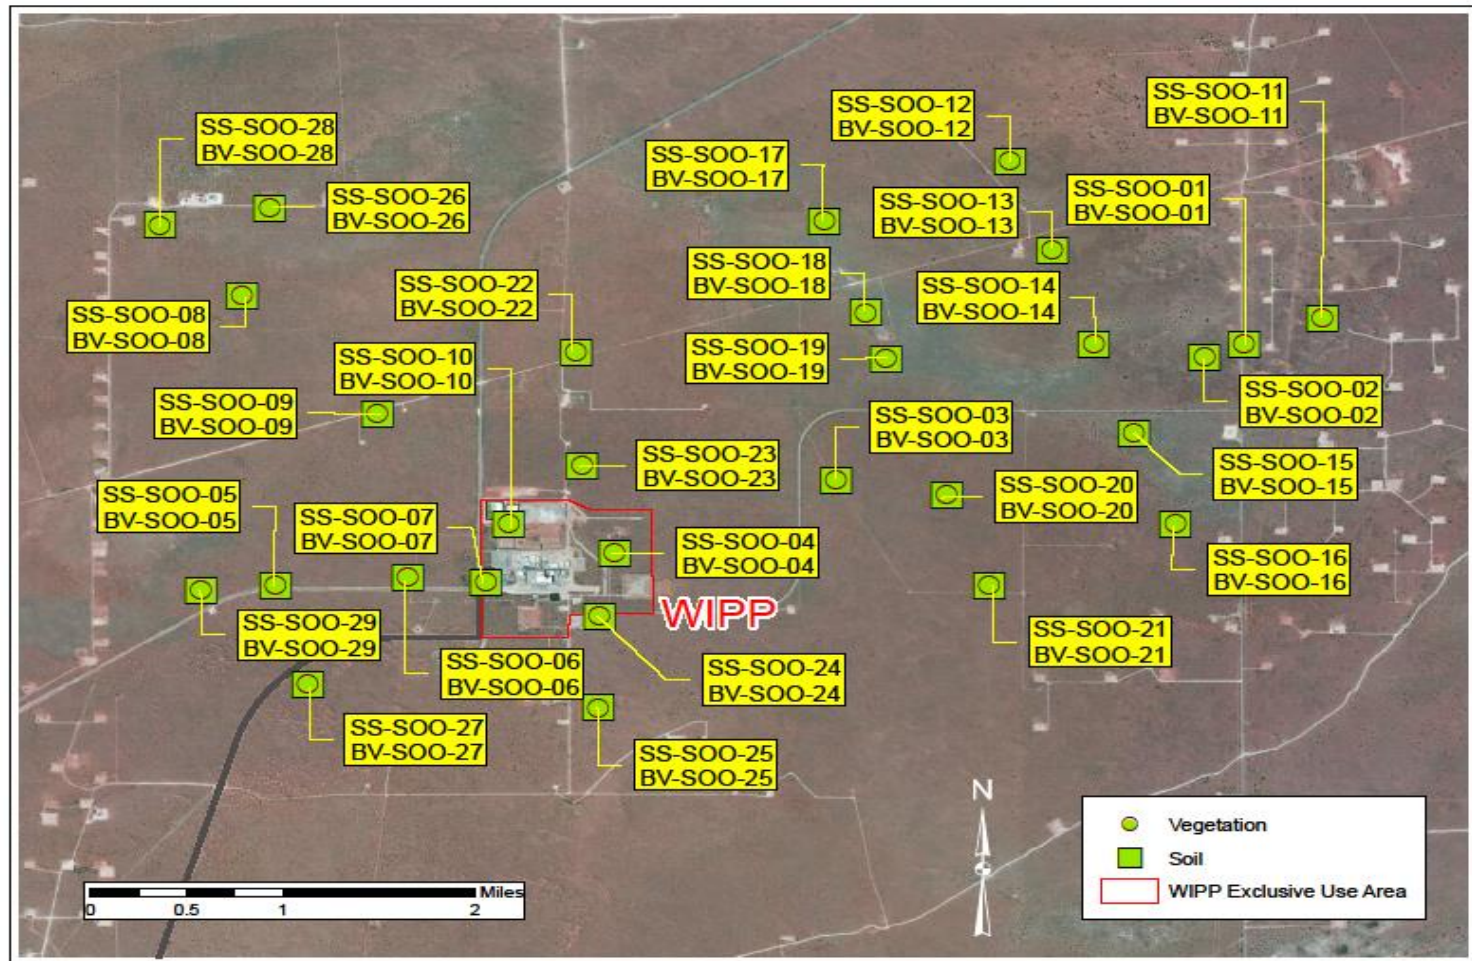 SS-SOO-11
BV-SOO-11
SS-SOO-12
BV-SOO-12
SS-SOO-28
BV-SOO-28
SS-SOO-17
BV-SOO-17
SS-SOO-01
BV-SOO-01
SS-SOO-26
BV-SOO-26
SS-SOO-13
BV-SOO-13
SS-SOO-18
BV-SOO-18
SS-SOO-22
BV-SOO-22
SS-SOO-14
BV-SOO-14
SS-SOO-08
BV-SOO-08
SS-SOO-10
BV-SOO-10
SS-SOO-19
BV-SOO-19
SS-SOO-02
BV-SOO-02
SS-SOO-09
BV-SOO-09
SS-SOO-03
BV-SOO-03
SS-SOO-23
BV-SOO-23
SS-SOO-15
BV-SOO-15
SS-SOO-05
BV-SOO-05
SS-SOO-20
BV-SOO-20
SS-SOO-07
BV-SOO-07
SS-SOO-04
BV-SOO-04
SS-SOO-16
BV-SOO-16
WIPP
SS-SOO-29
BV-SOO-29
SS-SOO-21
BV-SOO-21
SS-SOO-06
BV-SOO-06
SS-SOO-24
BV-SOO-24
SS-SOO-27
BV-SOO-27
SS-SOO-25
BV-SOO-25
N
Vegetation
Soil
WIPP Exclusive Use Area
Miles
0 0.5 1 2